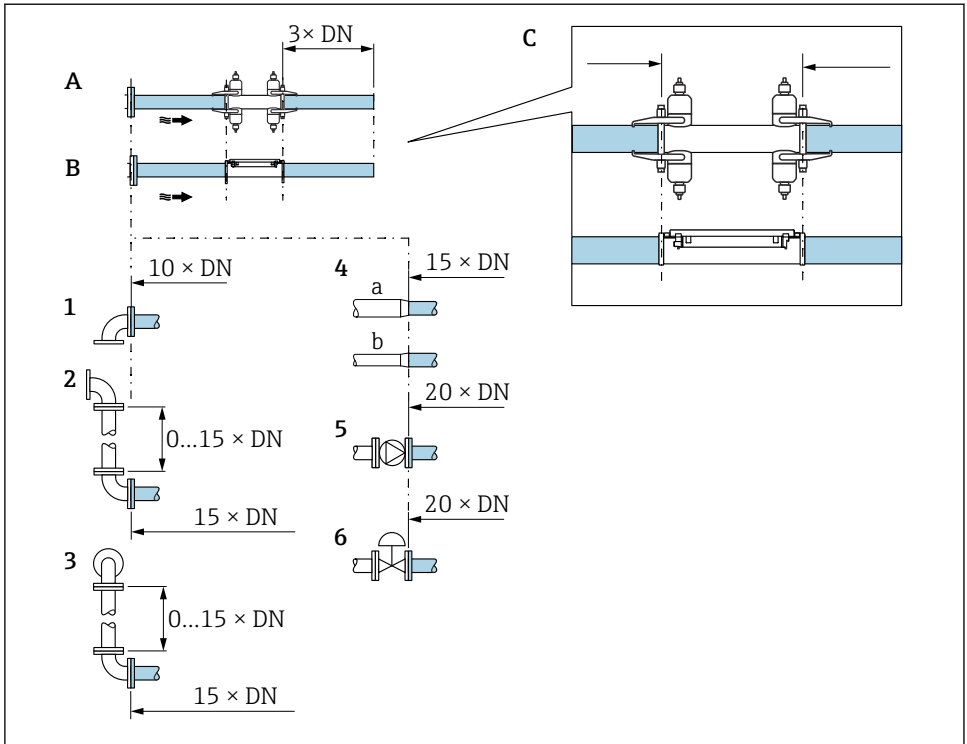 3× DN
C
A
B
10 × DN
4
15 × DN
1
a
b
2
20 × DN
0...15 × DN
5
15 × DN
20 × DN
6
3
0...15 × DN
15 × DN